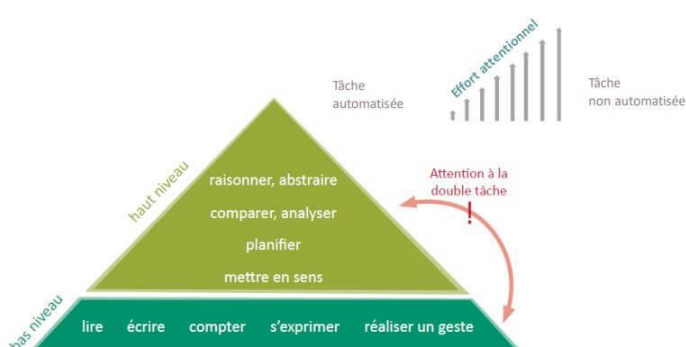 Effort attentionnel
Tâche
automatisée
Tâche
non automatisée
haut niveau
raisonner, abstraire
comparer, analyser
planifier
mettre en sens
Attention à la
double tâche
!
bas niveau
lire écrire compter s'exprimer réaliser un geste